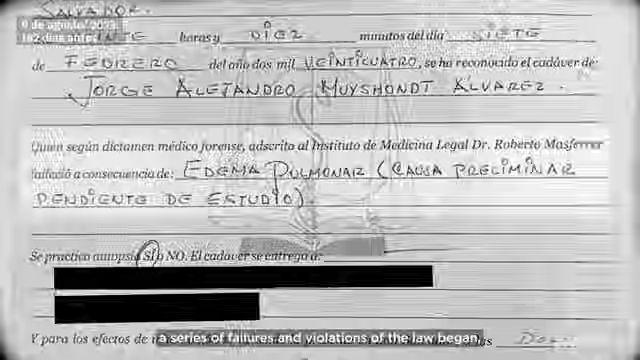 SALVADOR.
9 de agosto, 2023
182 días antes
horas y DIEZ minutos del día SIETE
de FEBRERO del año dos mil VEINTICUATRO, se ha reconocido el cadáver de:
JORGE ALEJANDRO MUYSHONDT ÁLVAREZ.
Quien según dictamen médico forense, adscrito al Instituto de Medicina Legal Dr. Roberto Masferrer
falleció a consecuencia de: EDEMA PULMONAR (CAUSA PRELIMINAR
PENDIENTE DE ESTUDIO).
Se practico autopsia SI o NO. El cadaver se entrega a:
Y para los efectos de
a series of failures and violations of the law began,